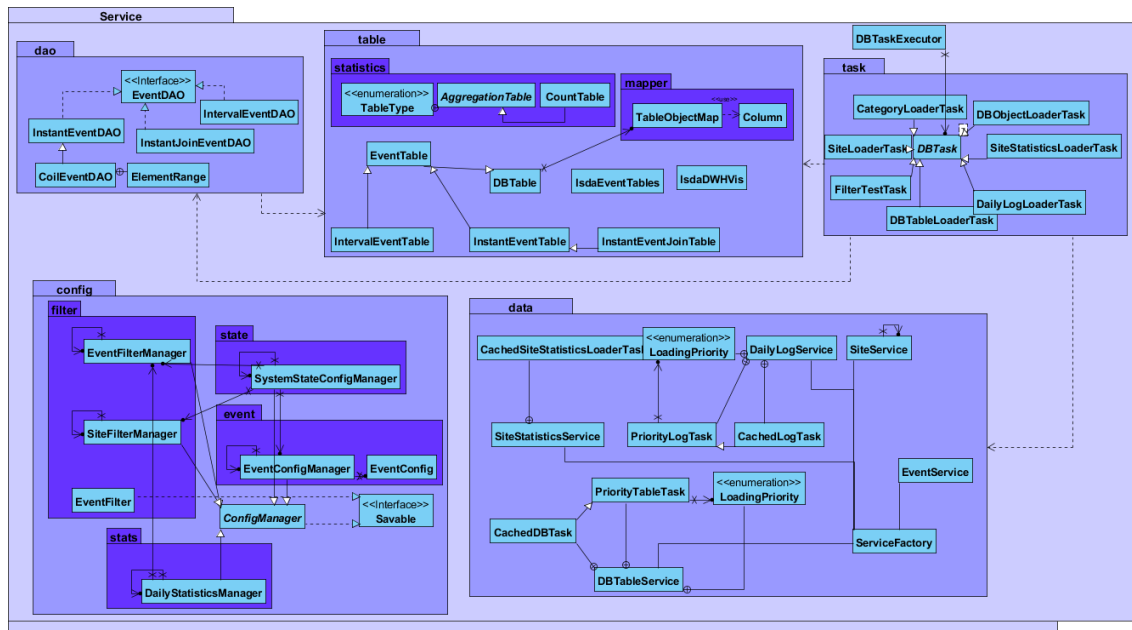 Service
dao
<<Interface>>
EventDAO
IntervalEventDAO
InstantEventDAO
InstantJoinEventDAO
CoilEventDAO
ElementRange
table
statistics
<<enumeration>>
TableType
AggregationTable
CountTable
mapper
<<use>>
TableObjectMap
Column
EventTable
DBTable
IsdaEventTables
IsdaDWHVis
IntervalEventTable
InstantEventTable
InstantEventJoinTable
DBTaskExecutor
task
CategoryLoaderTask
DBObjectLoaderTask
SiteLoaderTask
DBTask
SiteStatisticsLoaderTask
FilterTestTask
DailyLogLoaderTask
DBTableLoaderTask
config
filter
EventFilterManager
state
SystemStateConfigManager
SiteFilterManager
event
EventConfigManager
EventConfig
EventFilter
ConfigManager
<<Interface>>
Savable
stats
DailyStatisticsManager
data
CachedSiteStatisticsLoaderTask
<<enumeration>>
LoadingPriority
DailyLogService
SiteService
SiteStatisticsService
PriorityLogTask
CachedLogTask
EventService
PriorityTableTask
<<enumeration>>
LoadingPriority
CachedDBTask
ServiceFactory
DBTableService